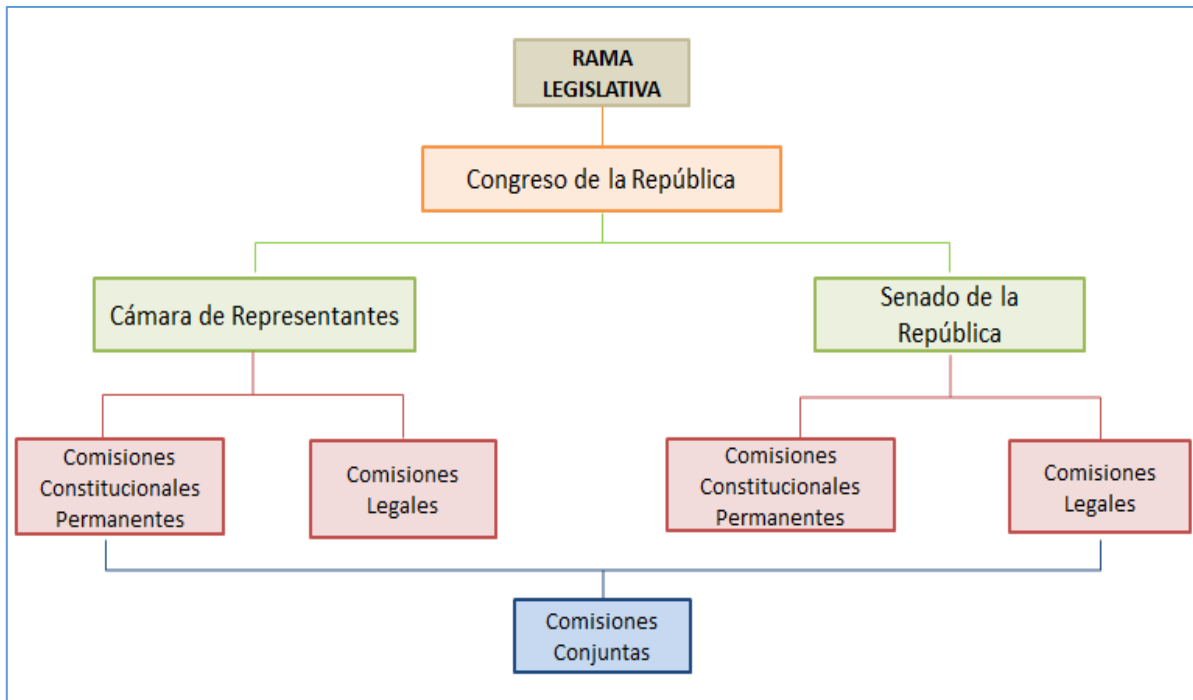 RAMA
LEGISLATIVA
Congreso de la República
Cámara de Representantes
Senado de la
República
Comisiones
Constitucionales
Permanentes
Comisiones
Legales
Comisiones
Constitucionales
Permanentes
Comisiones
Legales
Comisiones
Conjuntas